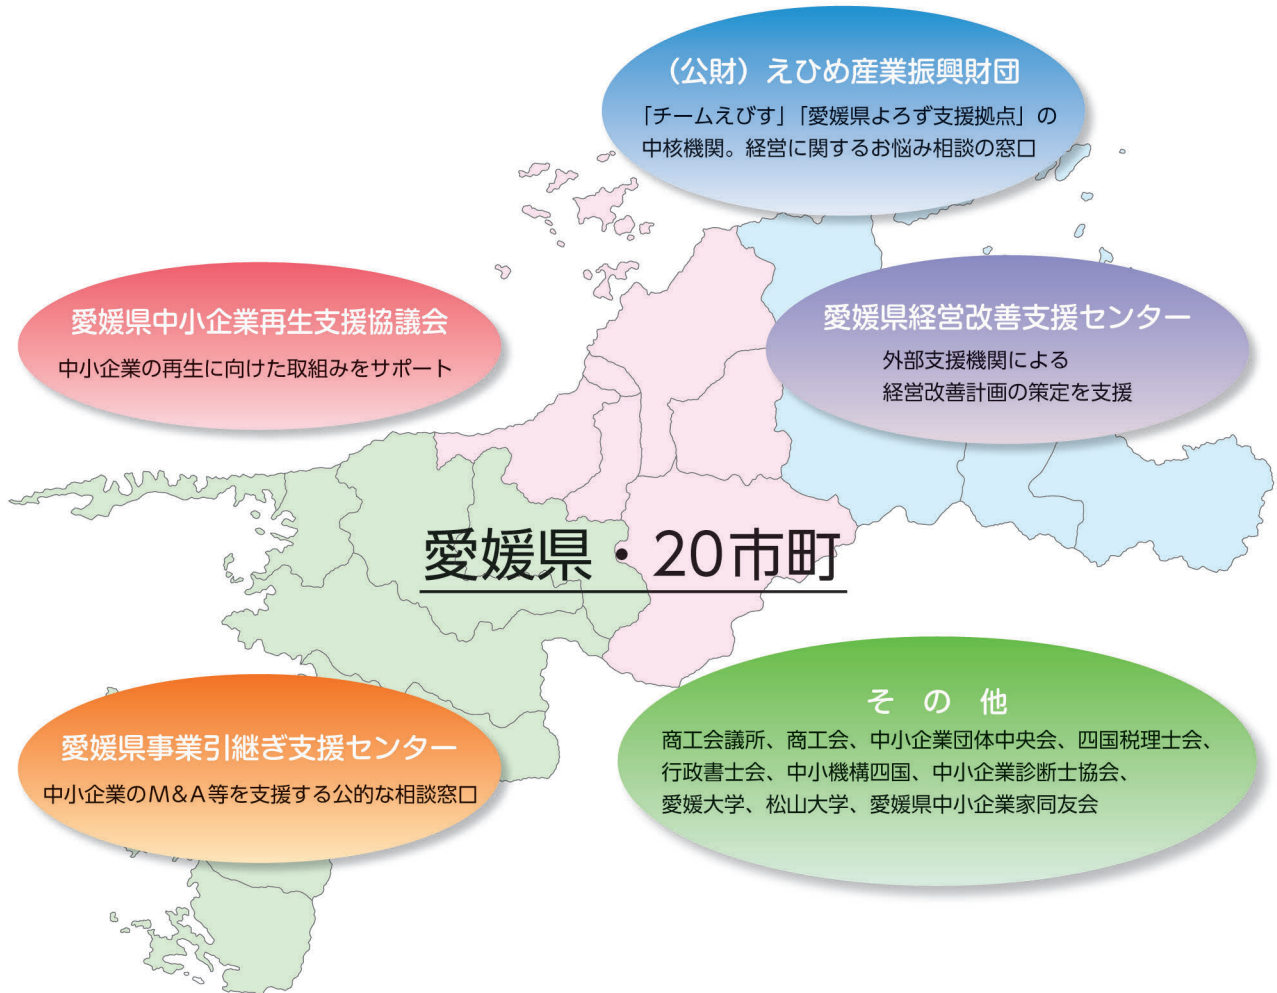 （公財）えひめ産業振興財団
「チームえびす」「愛媛県よろず支援拠点」の
中核機関。経営に関するお悩み相談の窓口
愛媛県中小企業再生支援協議会
中小企業の再生に向けた取組みをサポート
愛媛県経営改善支援センター
外部支援機関による
経営改善計画の策定を支援
愛媛県・20市町
愛媛県事業引継ぎ支援センター
中小企業のM&A等を支援する公的な相談窓口
その他
商工会議所、商工会、中小企業団体中央会、四国税理士会、
行政書士会、中小機構四国、中小企業診断士協会、
愛媛大学、松山大学、愛媛県中小企業家同友会